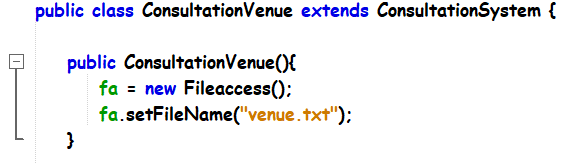 public class ConsultationVenue extends ConsultationSystem {
public ConsultationVenue(){
fa = new Fileaccess();
fa.setFileName("venue.txt");
}